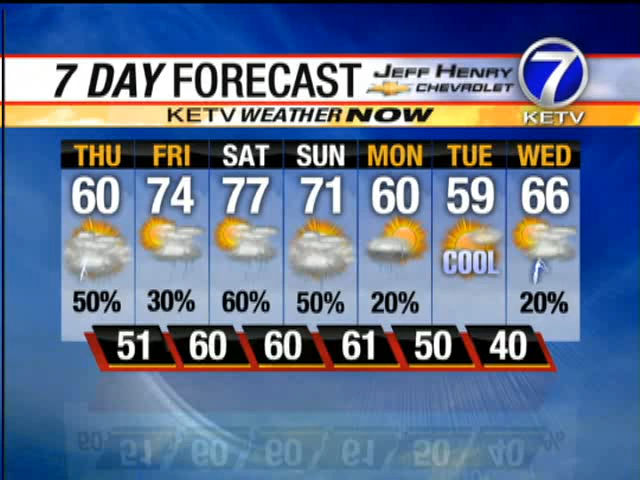 7 DAY FORECAST
JEFF HENRY
CHEVROLET
7
KETV
KETV WEATHER NOW
THU FRI SAT SUN MON TUE WED
60 74 77 71 60 59 66
COOL
50% 30% 60% 50% 20% 20%
51 60 60 61 50 40